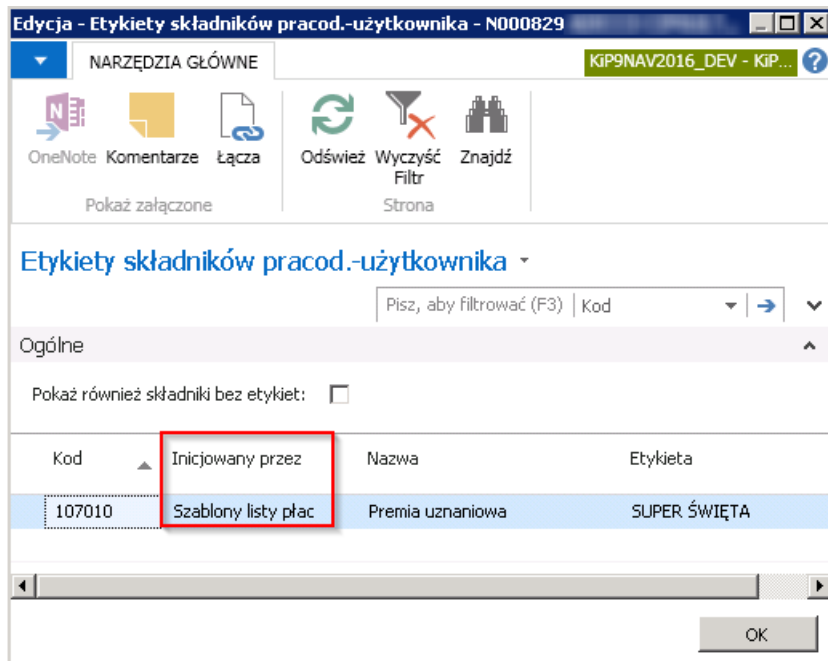 Edycja - Etykiety składników pracod.-użytkownika - N000829
NARZĘDZIA GŁÓWNE
KiP9NAV2016_DEV - KiP...
OneNote Komentarze Łącza
Odśwież Wyczyść Filtr Znajdź
Pokaż załączone
Strona
Etykiety składników pracod.-użytkownika
Pisz, aby filtrować (F3) Kod
Ogólne
Pokaż również składniki bez etykiet:
Kod Inicjowany przez Nazwa Etykieta
107010 Szablony listy płac Premia uznaniowa SUPER ŚWIĘTA
OK